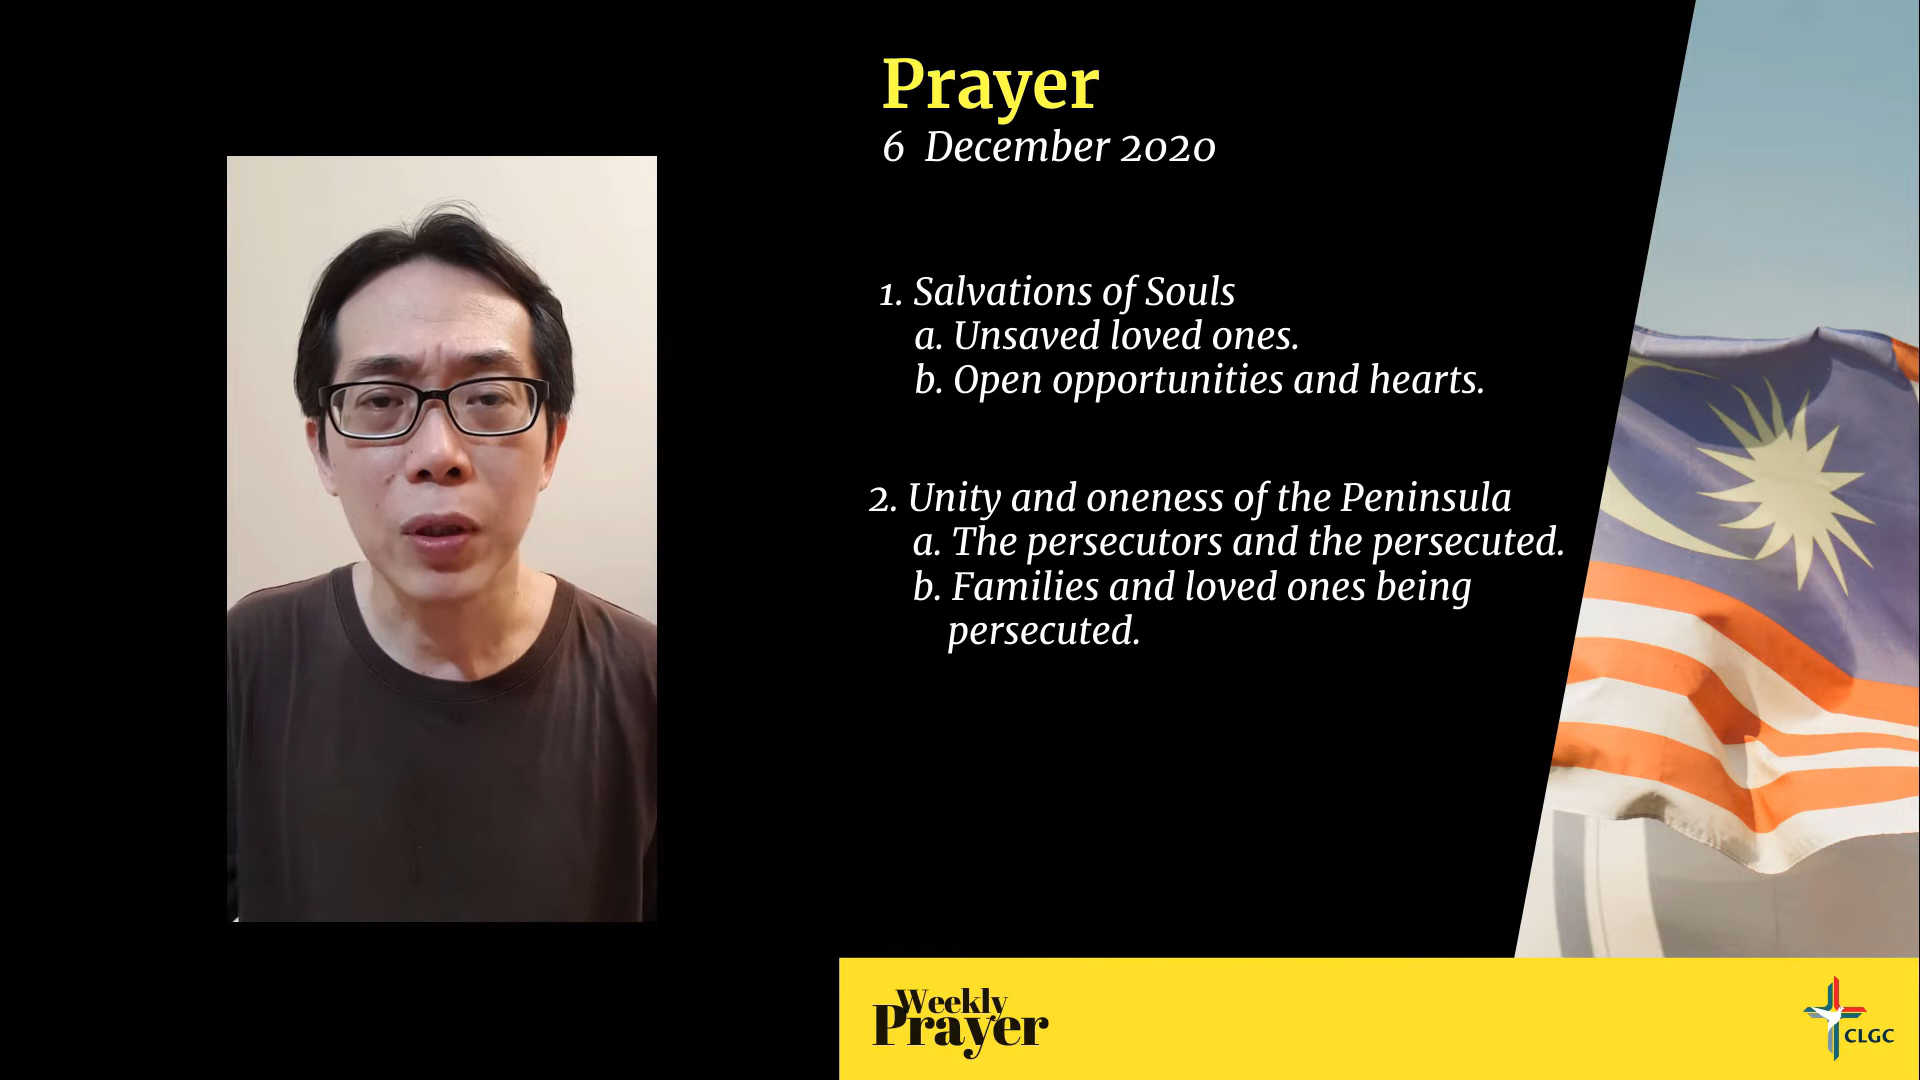 Prayer
6 December 2020
1. Salvations of Souls
a. Unsaved loved ones.
b. Open opportunities and hearts.
2. Unity and oneness of the Peninsula
a. The persecutors and the persecuted.
b. Families and loved ones being
persecuted.
Weekly
Prayer
CLGC